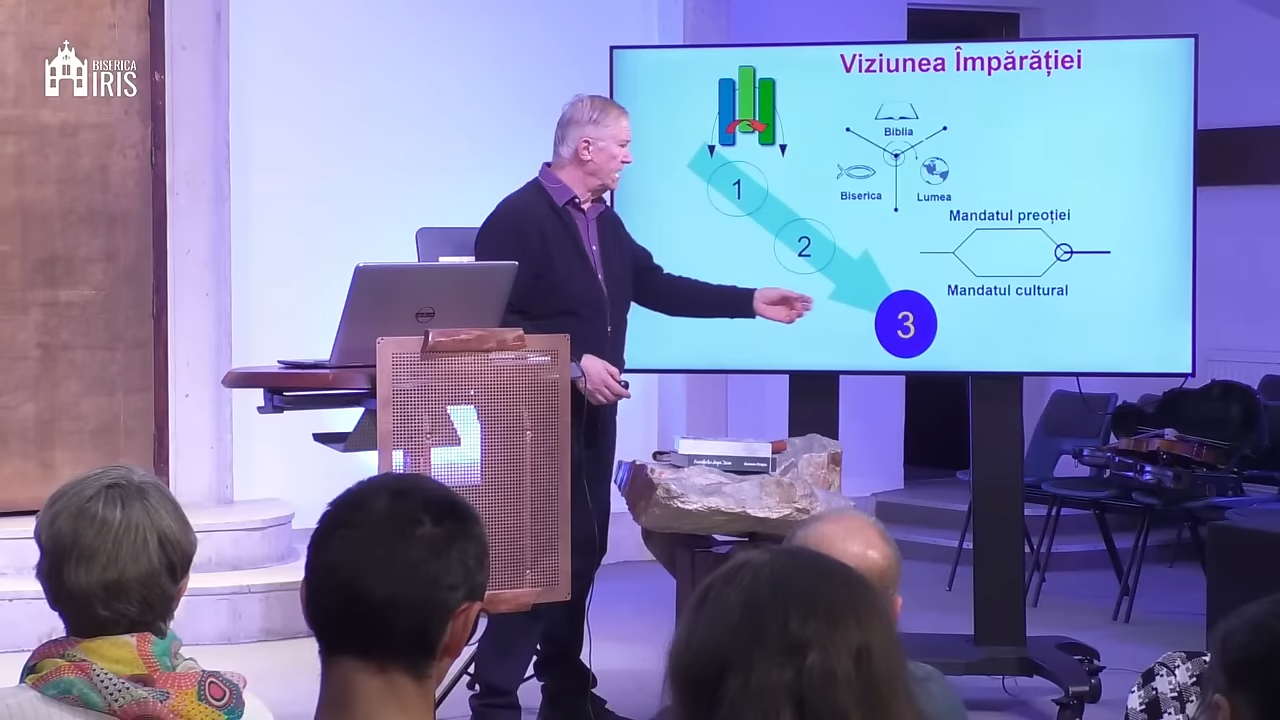 BISERICA
IRIS
Viziunea Împărăției
Biblia
Biserica
Lumea
1
2
3
Mandatul preoției
Mandatul cultural